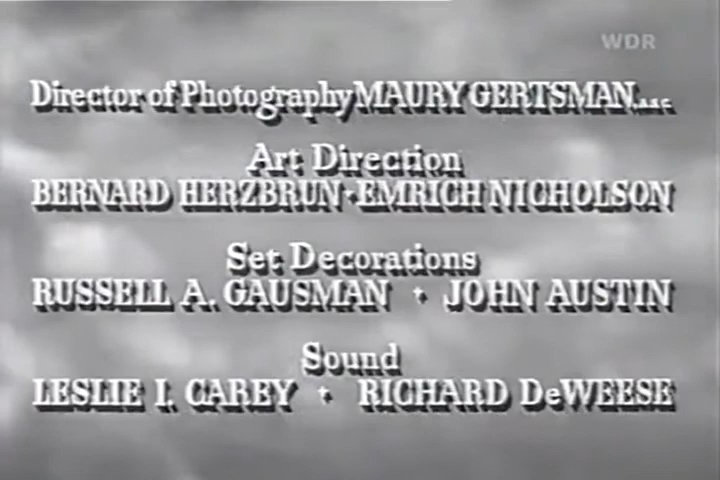 WDR
Director of Photography MAURY GERTSMAN, A.S.C.
Art Direction
BERNARD HERZBRUN · EMRICH NICHOLSON
Set Decorations
RUSSELL A. GAUSMAN · JOHN AUSTIN
Sound
LESLIE I. CAREY · RICHARD DeWEESE